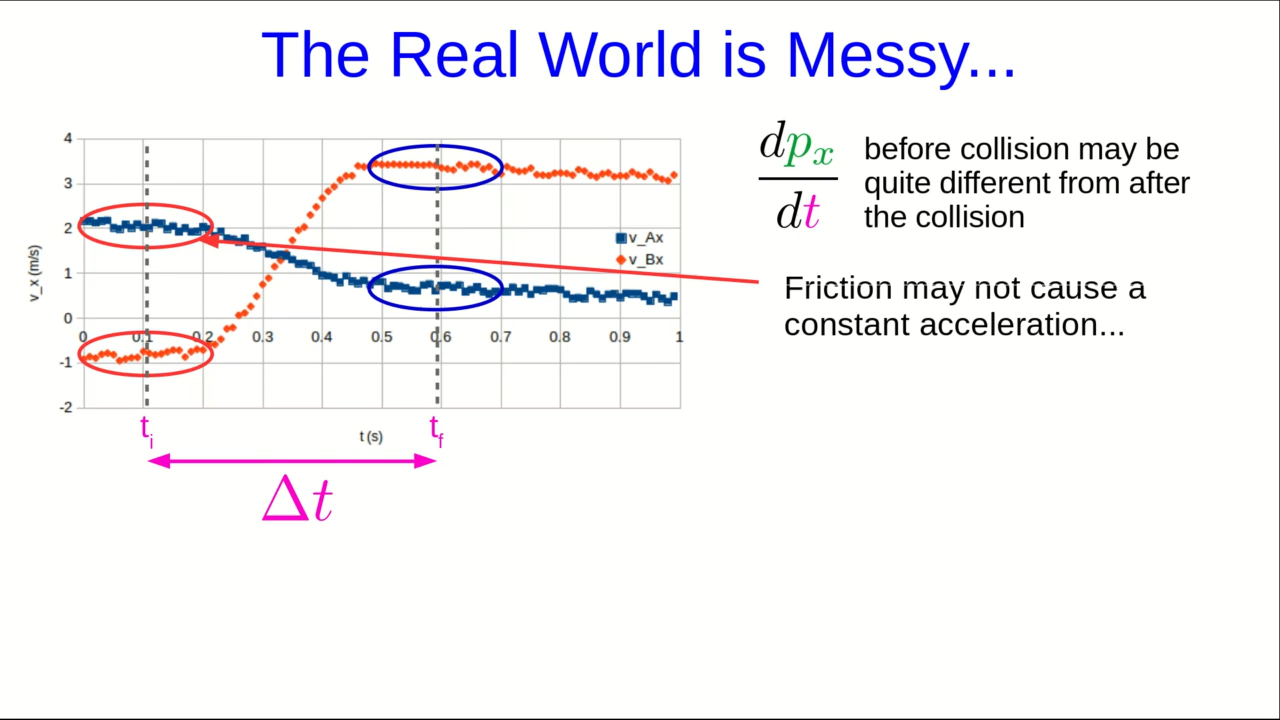 The Real World is Messy...
4
3
2
1
0
-1
-2
v_x (m/s)
0 0.1 0.2 0.3 0.4 0.5 0.6 0.7 0.8 0.9 1
t (s)
v_Ax
v_Bx
t_i
t_f
Δt
dp_x
dt
before collision may be
quite different from after
the collision
Friction may not cause a
constant acceleration...